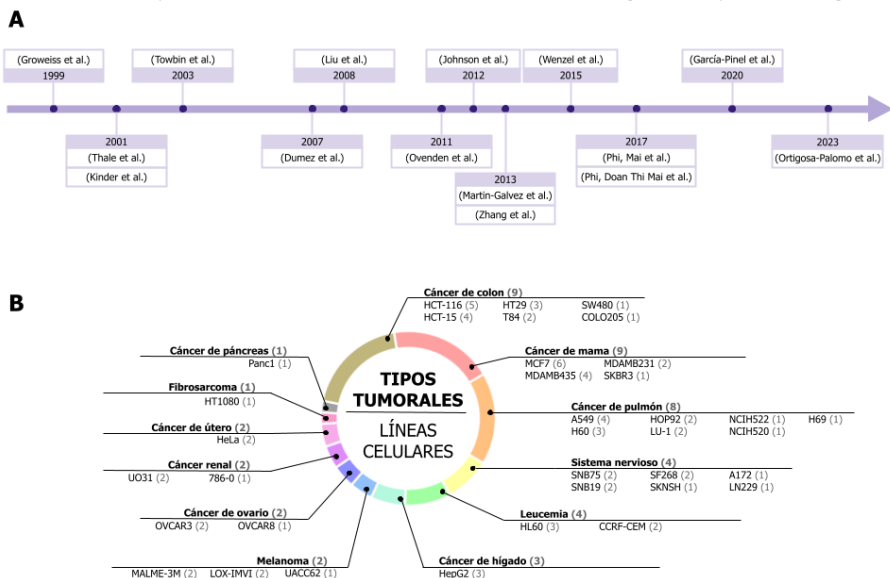 A
(Groweiss et al.)
1999
(Towbin et al.)
2003
(Liu et al.)
2008
(Johnson et al.)
2012
(Wenzel et al.)
2015
(García-Pinel et al.)
2020
2001
(Thale et al.)
(Kinder et al.)
2007
(Dumez et al.)
2011
(Ovenden et al.)
2013
(Martin-Galvez et al.)
(Zhang et al.)
2017
(Phi, Mai et al.)
(Phi, Doan Thi Mai et al.)
2023
(Ortigosa-Palomo et al.)
B
TIPOS
TUMORALES
LÍNEAS
CELULARES
Cáncer de colon (9)
HCT-116 (5) HT29 (3) SW480 (1)
HCT-15 (4) T84 (2) COLO205 (1)
Cáncer de mama (9)
MCF7 (6) MDAMB231 (2)
MDAMB435 (4) SKBR3 (1)
Cáncer de pulmón (8)
A549 (4) HOP92 (2) NCIH522 (1) H69 (1)
H60 (3) LU-1 (2) NCIH520 (1)
Sistema nervioso (4)
SNB75 (2) SF268 (2) A172 (1)
SNB19 (2) SKNSH (1) LN229 (1)
Leucemia (4)
HL60 (3) CCRF-CEM (2)
Cáncer de hígado (3)
HepG2 (3)
Melanoma (2)
MALME-3M (2) LOX-IMVI (2) UACC62 (1)
Cáncer de ovario (2)
OVCAR3 (2) OVCAR8 (1)
Cáncer renal (2)
UO31 (2) 786-0 (1)
Cáncer de útero (2)
HeLa (2)
Fibrosarcoma (1)
HT1080 (1)
Cáncer de páncreas (1)
Panc1 (1)